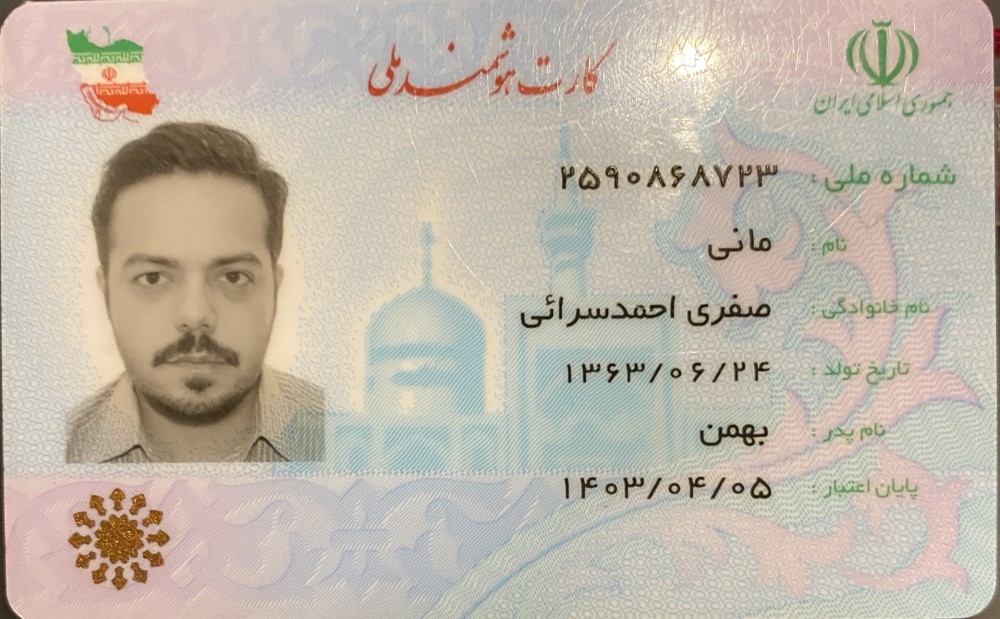 کارت هوشمند ملی
جمهوری اسلامی ایران
شماره ملی : ۲۵۹۰۸۶۸۷۲۳
نام : مانی
نام خانوادگی : صفری احمدسرائی
تاریخ تولد : ۱۳۶۳/۰۶/۲۴
نام پدر : بهمن
پایان اعتبار : ۱۴۰۳/۰۴/۰۵